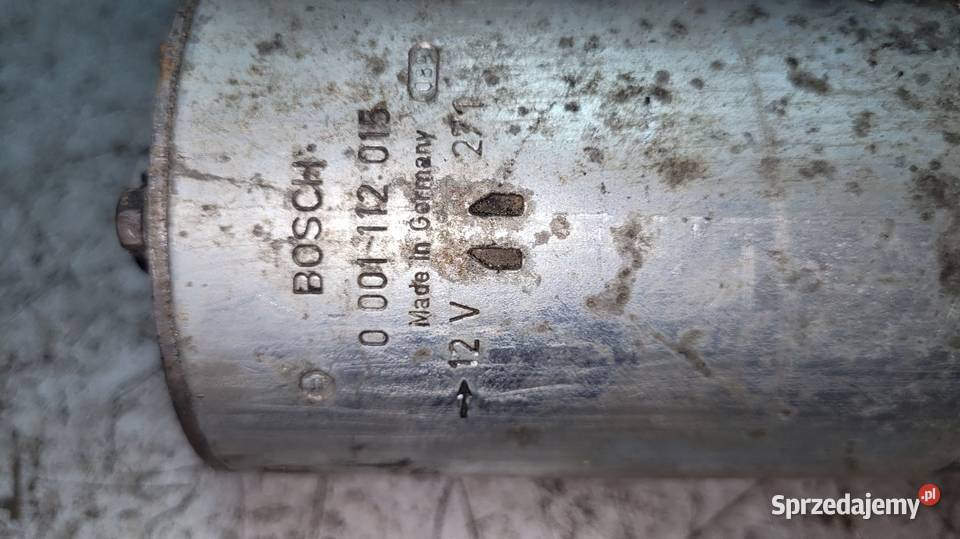 BOSCH
0 001 112 015
Made in Germany
12 V 271
Sprzedajemy.pl